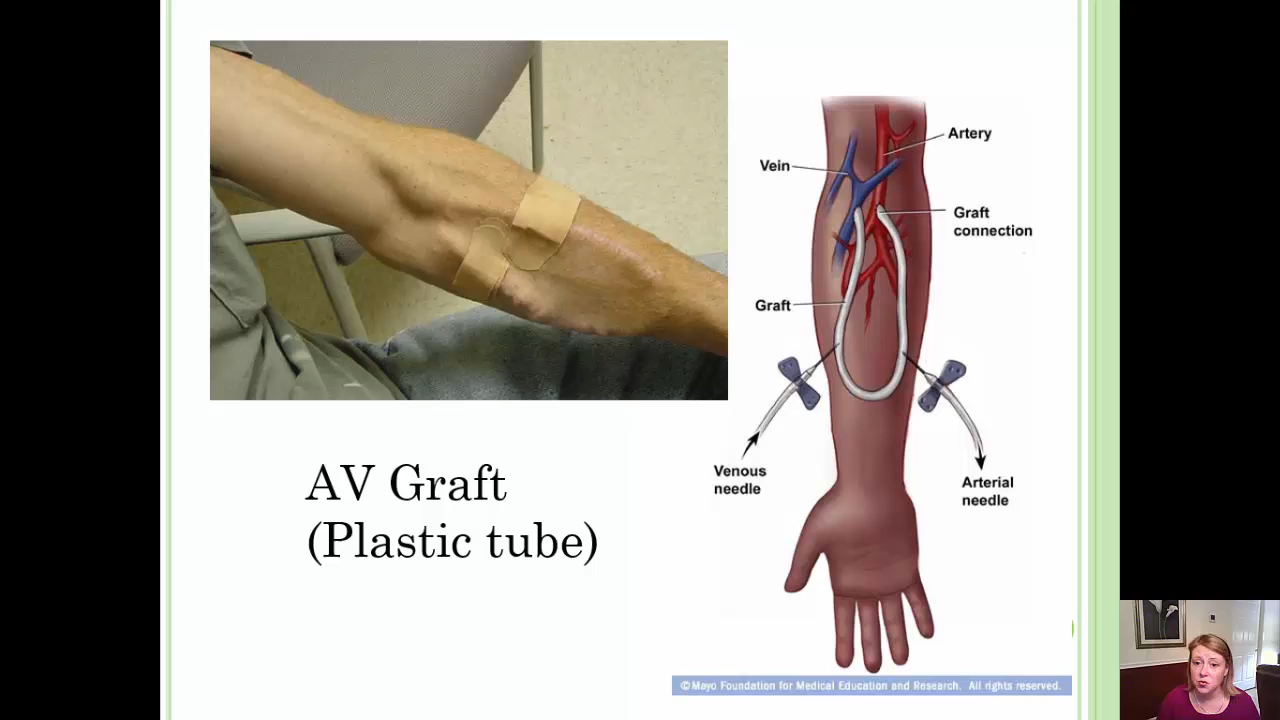 Artery
Vein
Graft
connection
Graft
Venous
needle
Arterial
needle
AV Graft
(Plastic tube)
©Mayo Foundation for Medical Education and Research. All rights reserved.